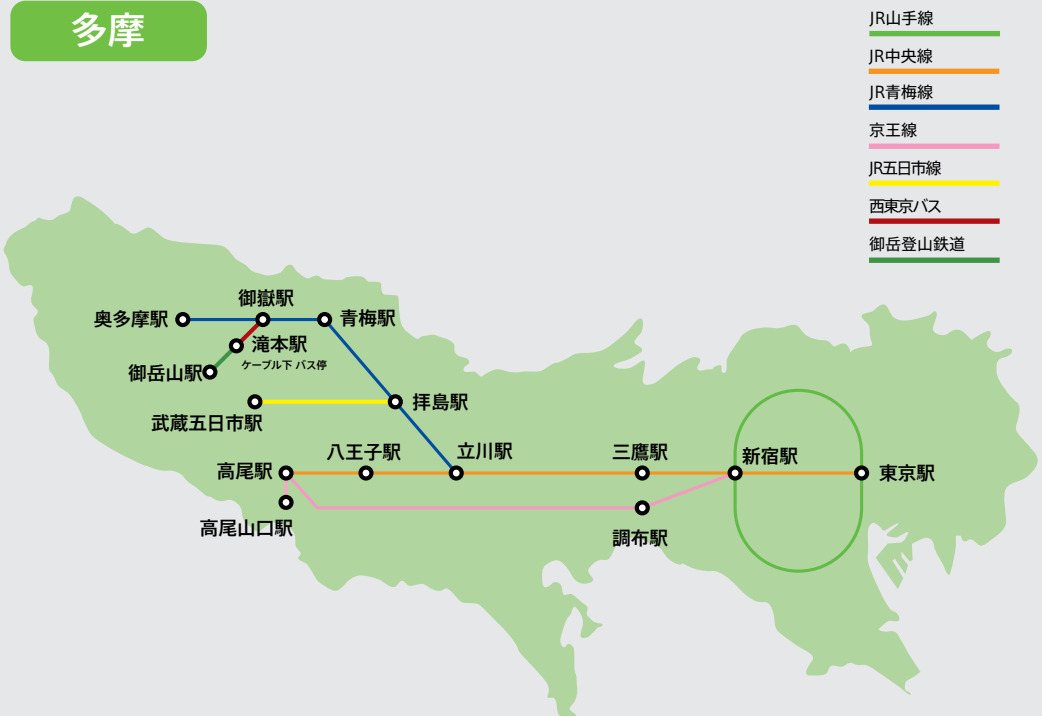 多摩
JR山手線
JR中央線
JR青梅線
京王線
JR五日市線
西東京バス
御岳登山鉄道
御嶽駅
奥多摩駅
青梅駅
滝本駅
ケーブル下 バス停
御岳山駅
武蔵五日市駅
拝島駅
高尾駅
八王子駅
立川駅
三鷹駅
新宿駅
東京駅
高尾山口駅
調布駅